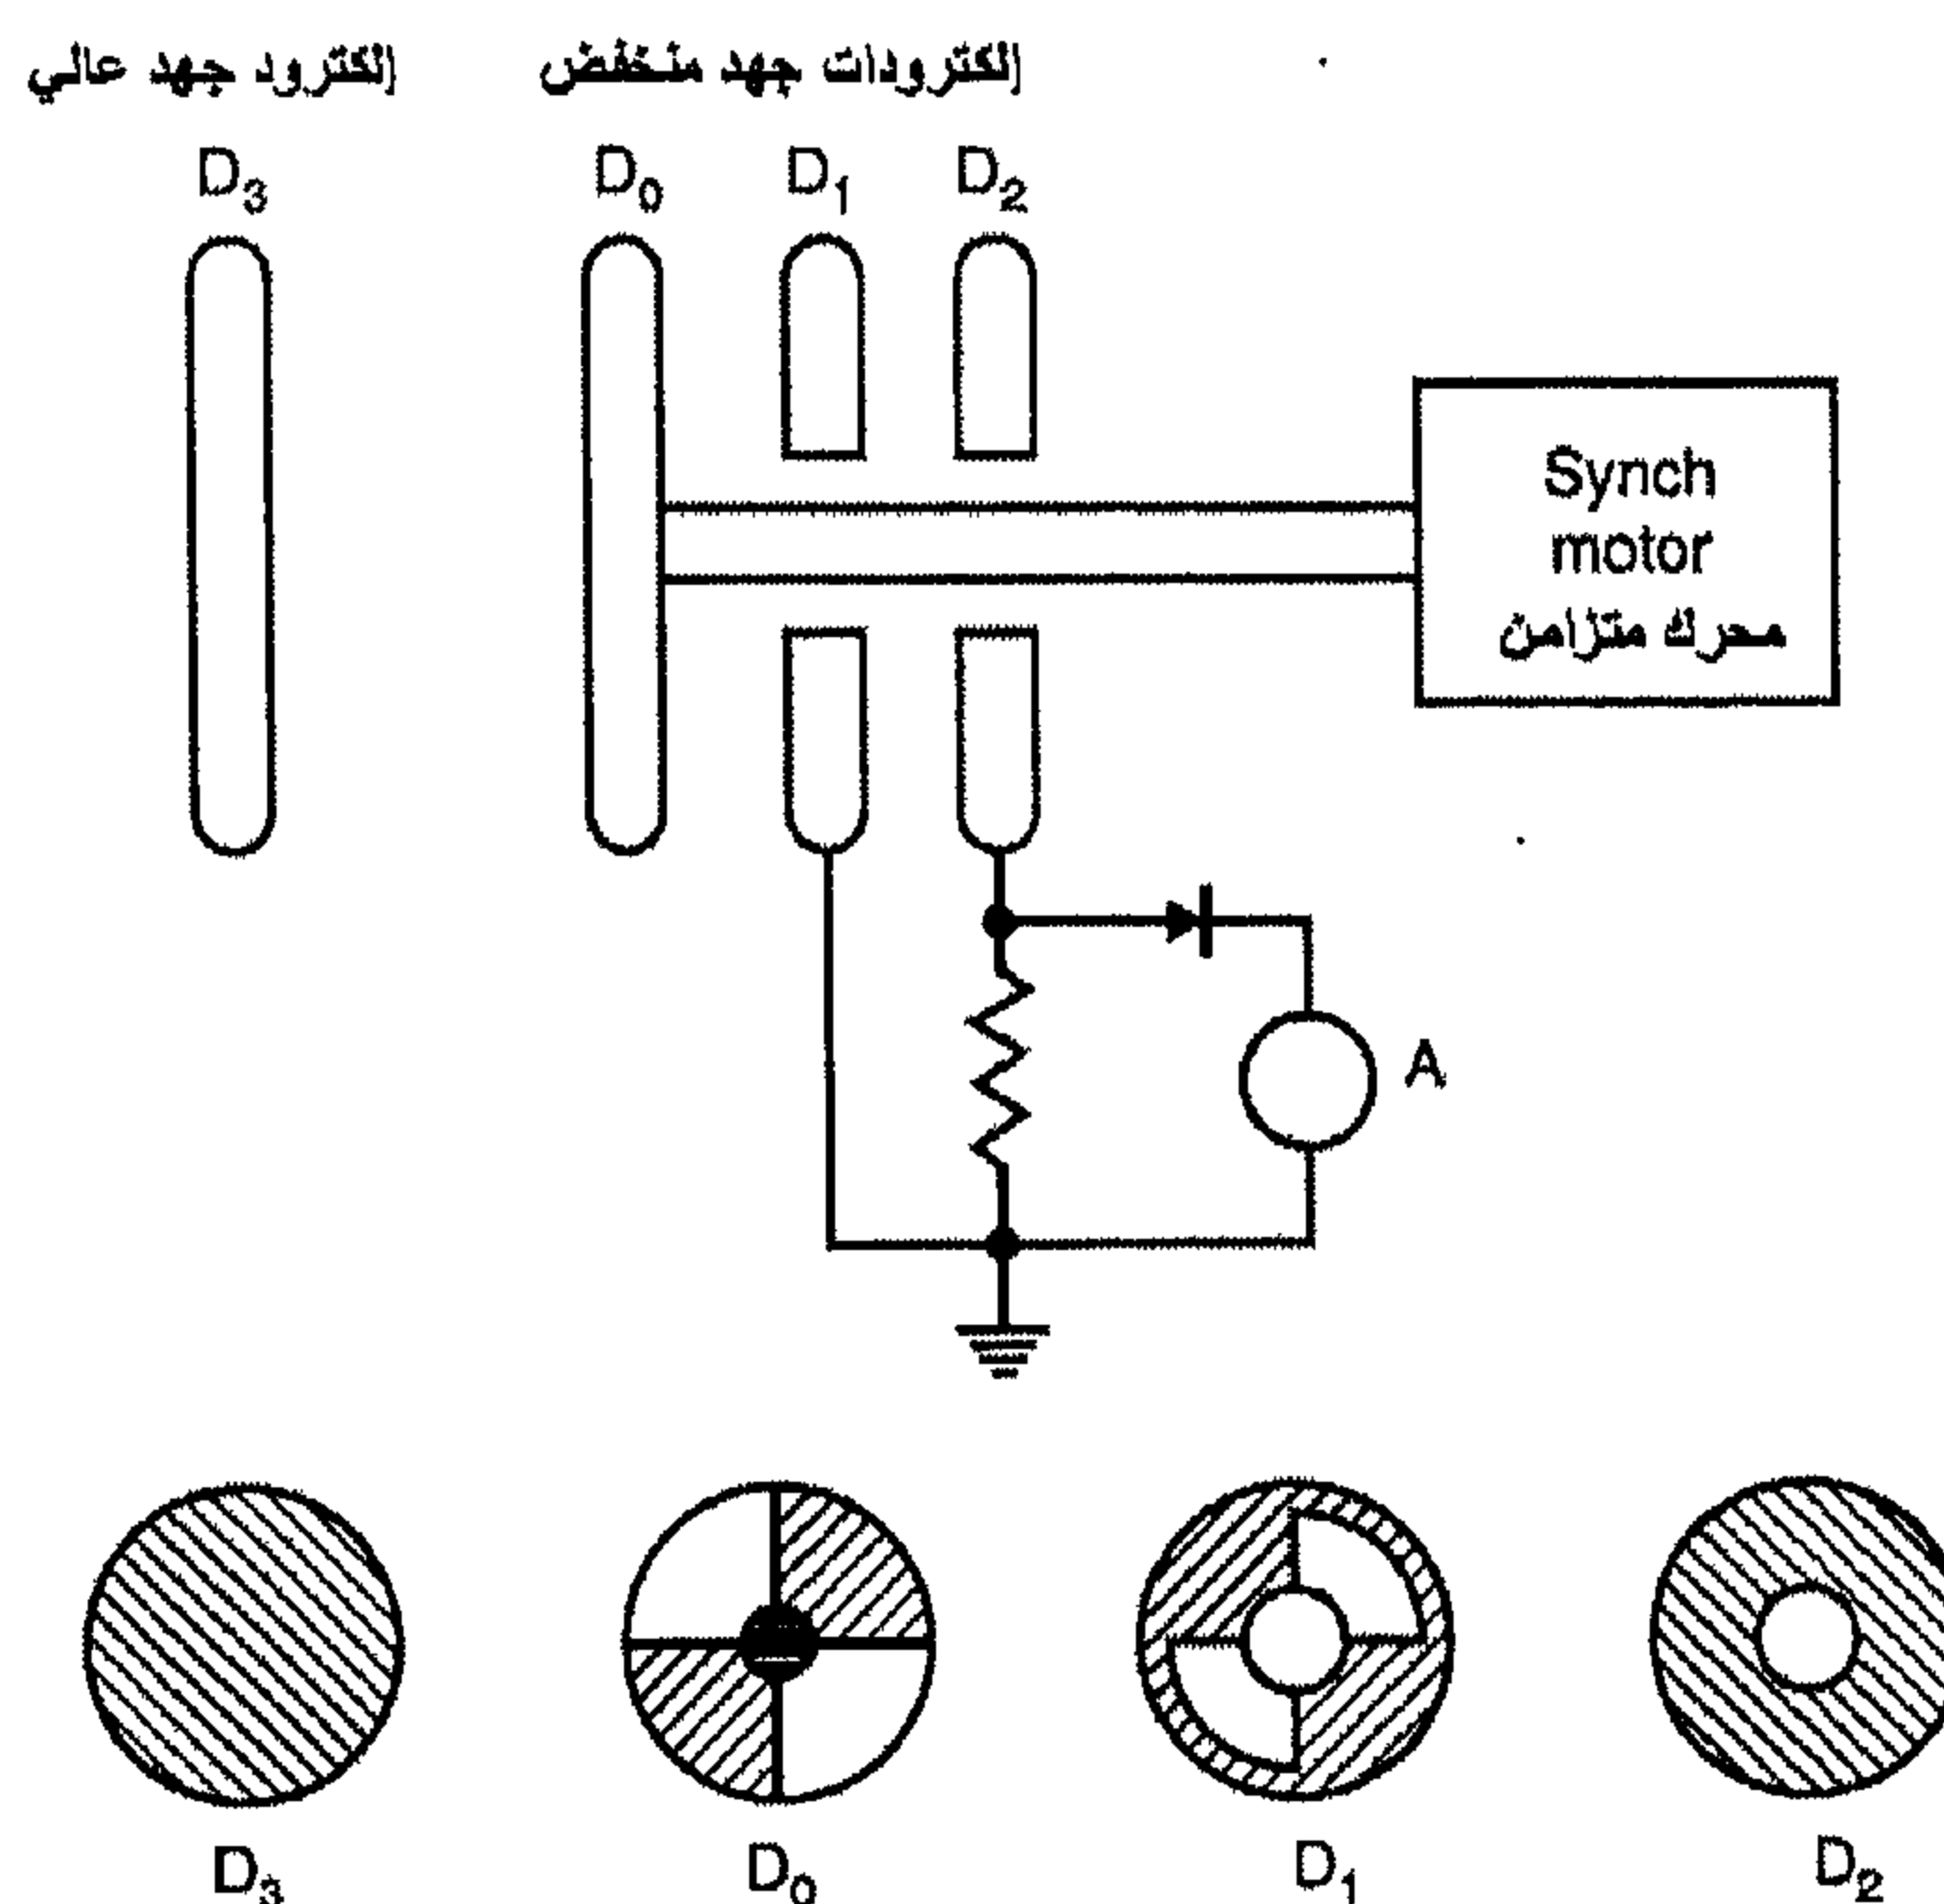 إلكترود جهد عالي
إلكترودات جهد منخفض
D₃
D₀
D₁
D₂
Synch
motor
محرك متزامن
A
D₃
D₀
D₁
D₂